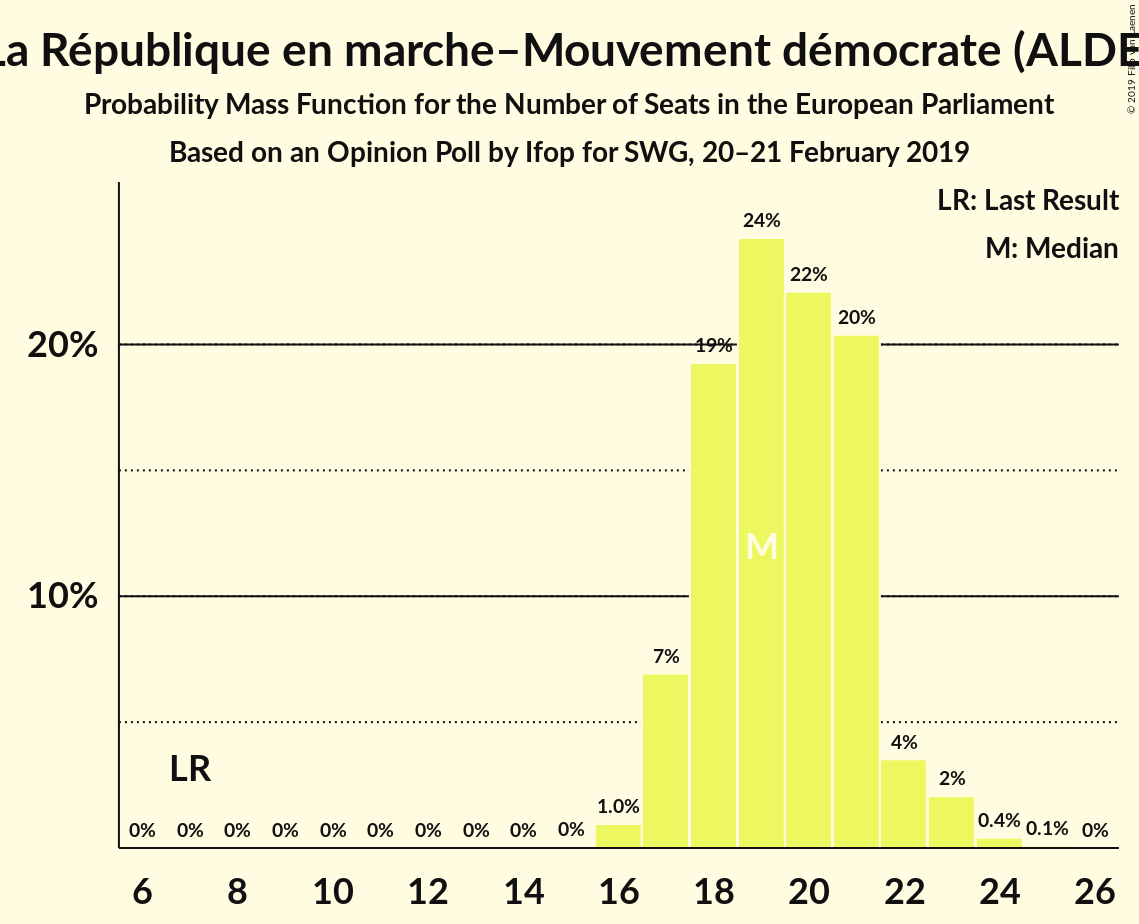 La République en marche–Mouvement démocrate (ALDE
Probability Mass Function for the Number of Seats in the European Parliament
Based on an Opinion Poll by Ifop for SWG, 20–21 February 2019
LR: Last Result
M: Median
24%
22%
20%
19%
20%
M
10%
7%
4%
LR
2%
1.0%
0% 0% 0% 0% 0% 0% 0% 0% 0% 0% 0.4% 0.1% 0%
6 8 10 12 14 16 18 20 22 24 26
© 2019